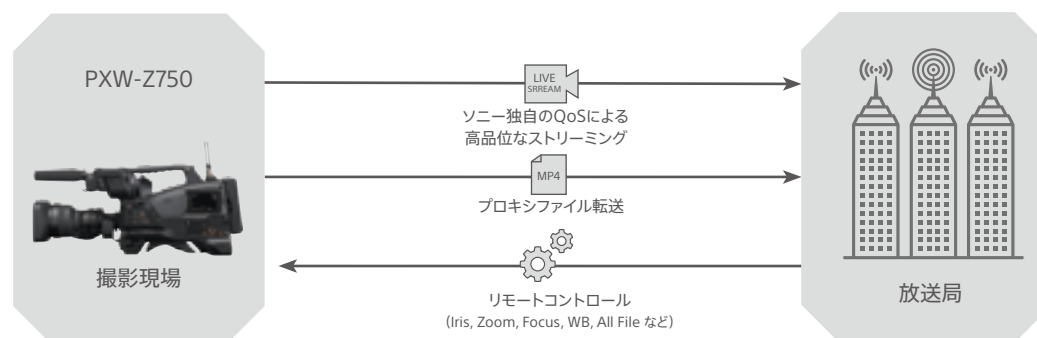 PXW-Z750
撮影現場
LIVE
SRREAM
ソニー独自のQoSによる
高品位なストリーミング
MP4
プロキシファイル転送
リモートコントロール
(Iris, Zoom, Focus, WB, All File など)
放送局